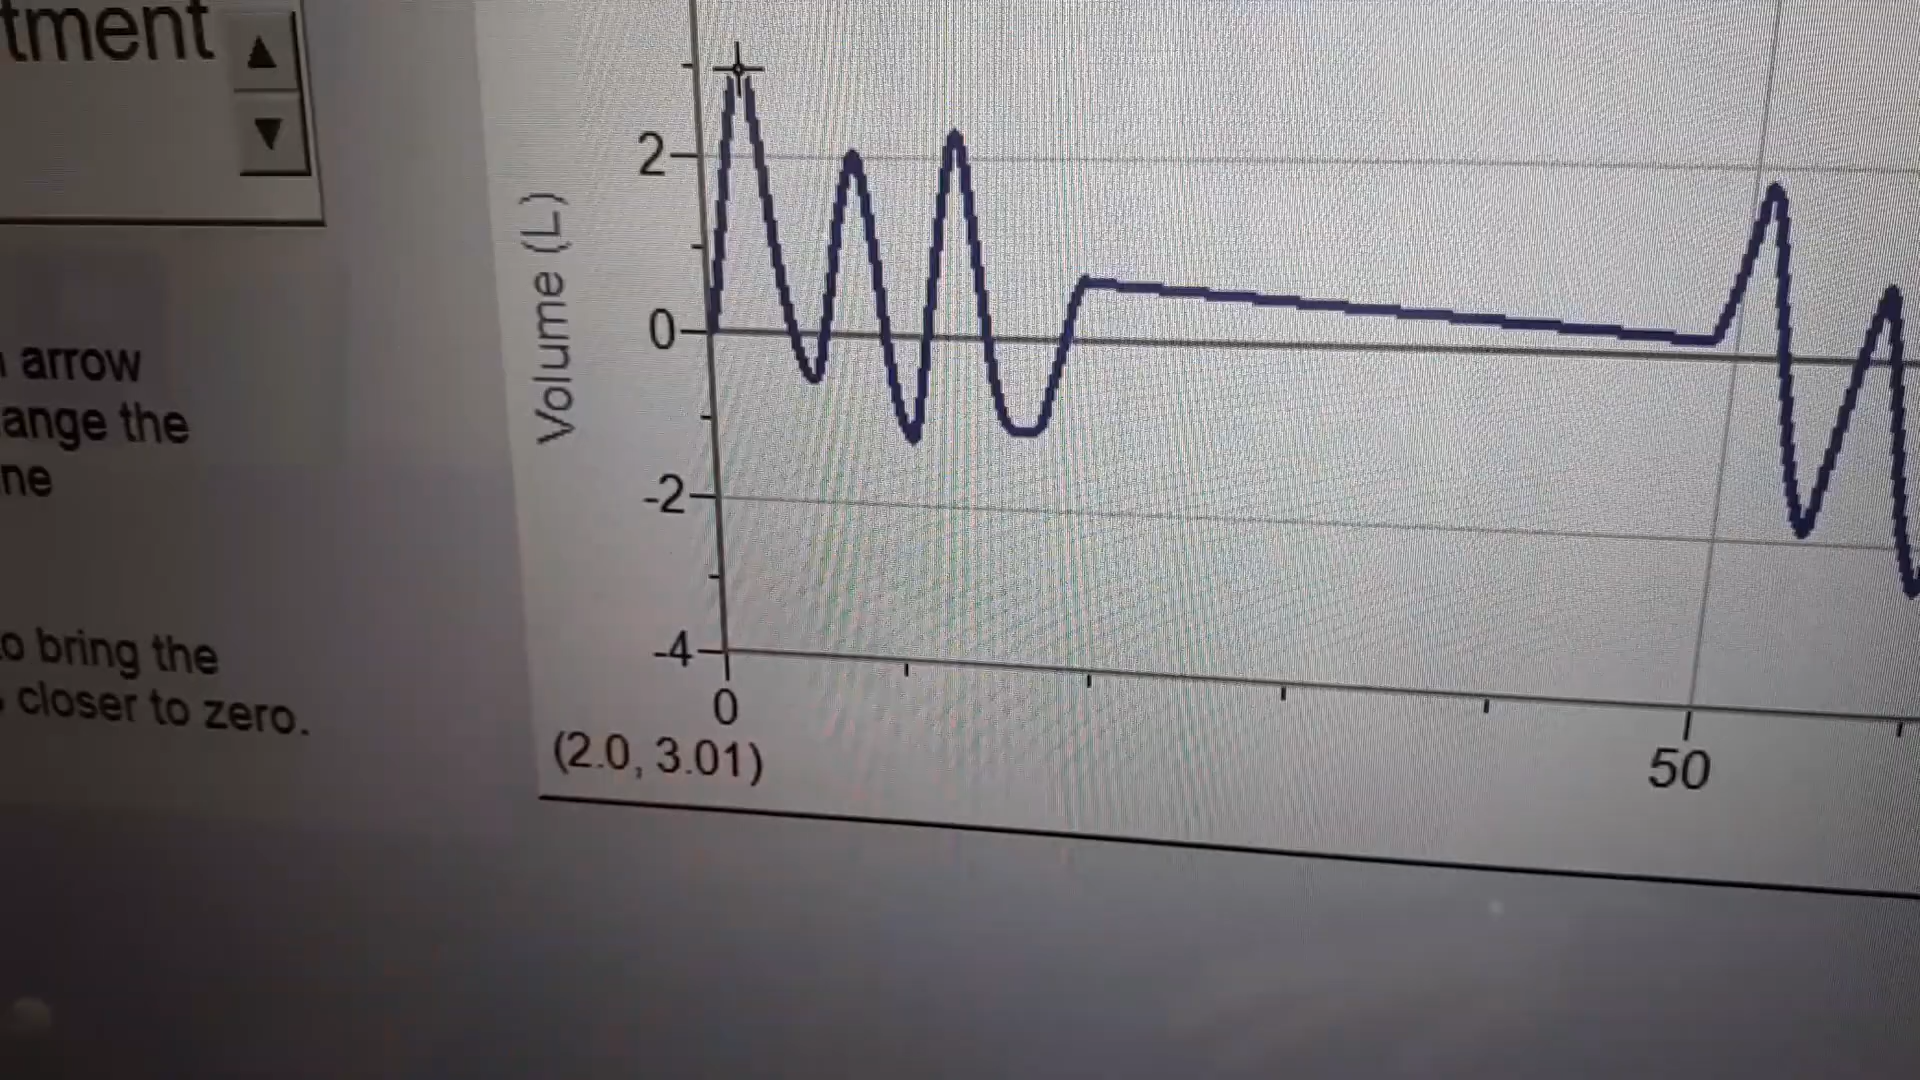 tment
arrow
ange the
ne
o bring the
closer to zero.
Volume (L)
2
0
-2
-4
0
50
(2.0, 3.01)